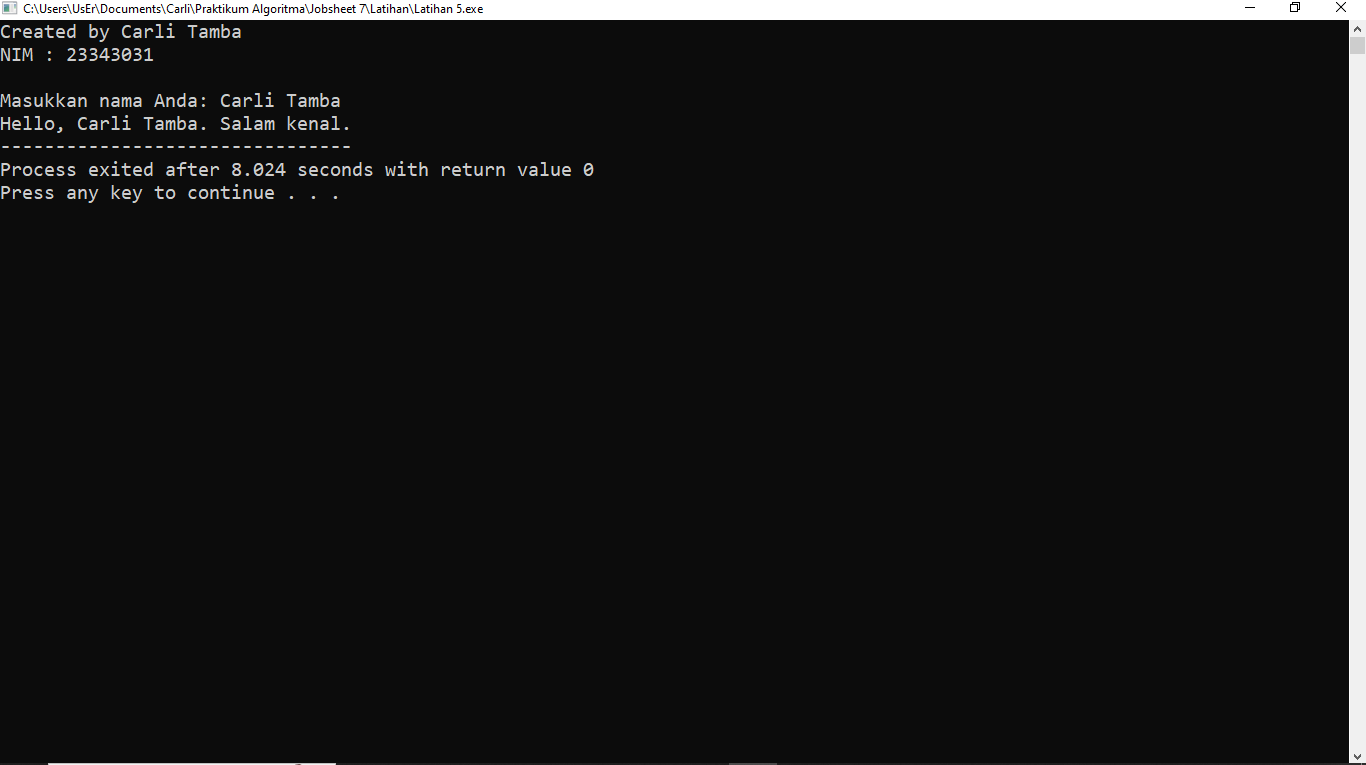 C:\Users\UsEr\Documents\Carli\Praktikum Algoritma\Jobsheet 7\Latihan\Latihan 5.exe
Created by Carli Tamba
NIM : 23343031
Masukkan nama Anda: Carli Tamba
Hello, Carli Tamba. Salam kenal.
--------------------------------
Process exited after 8.024 seconds with return value 0
Press any key to continue . . .